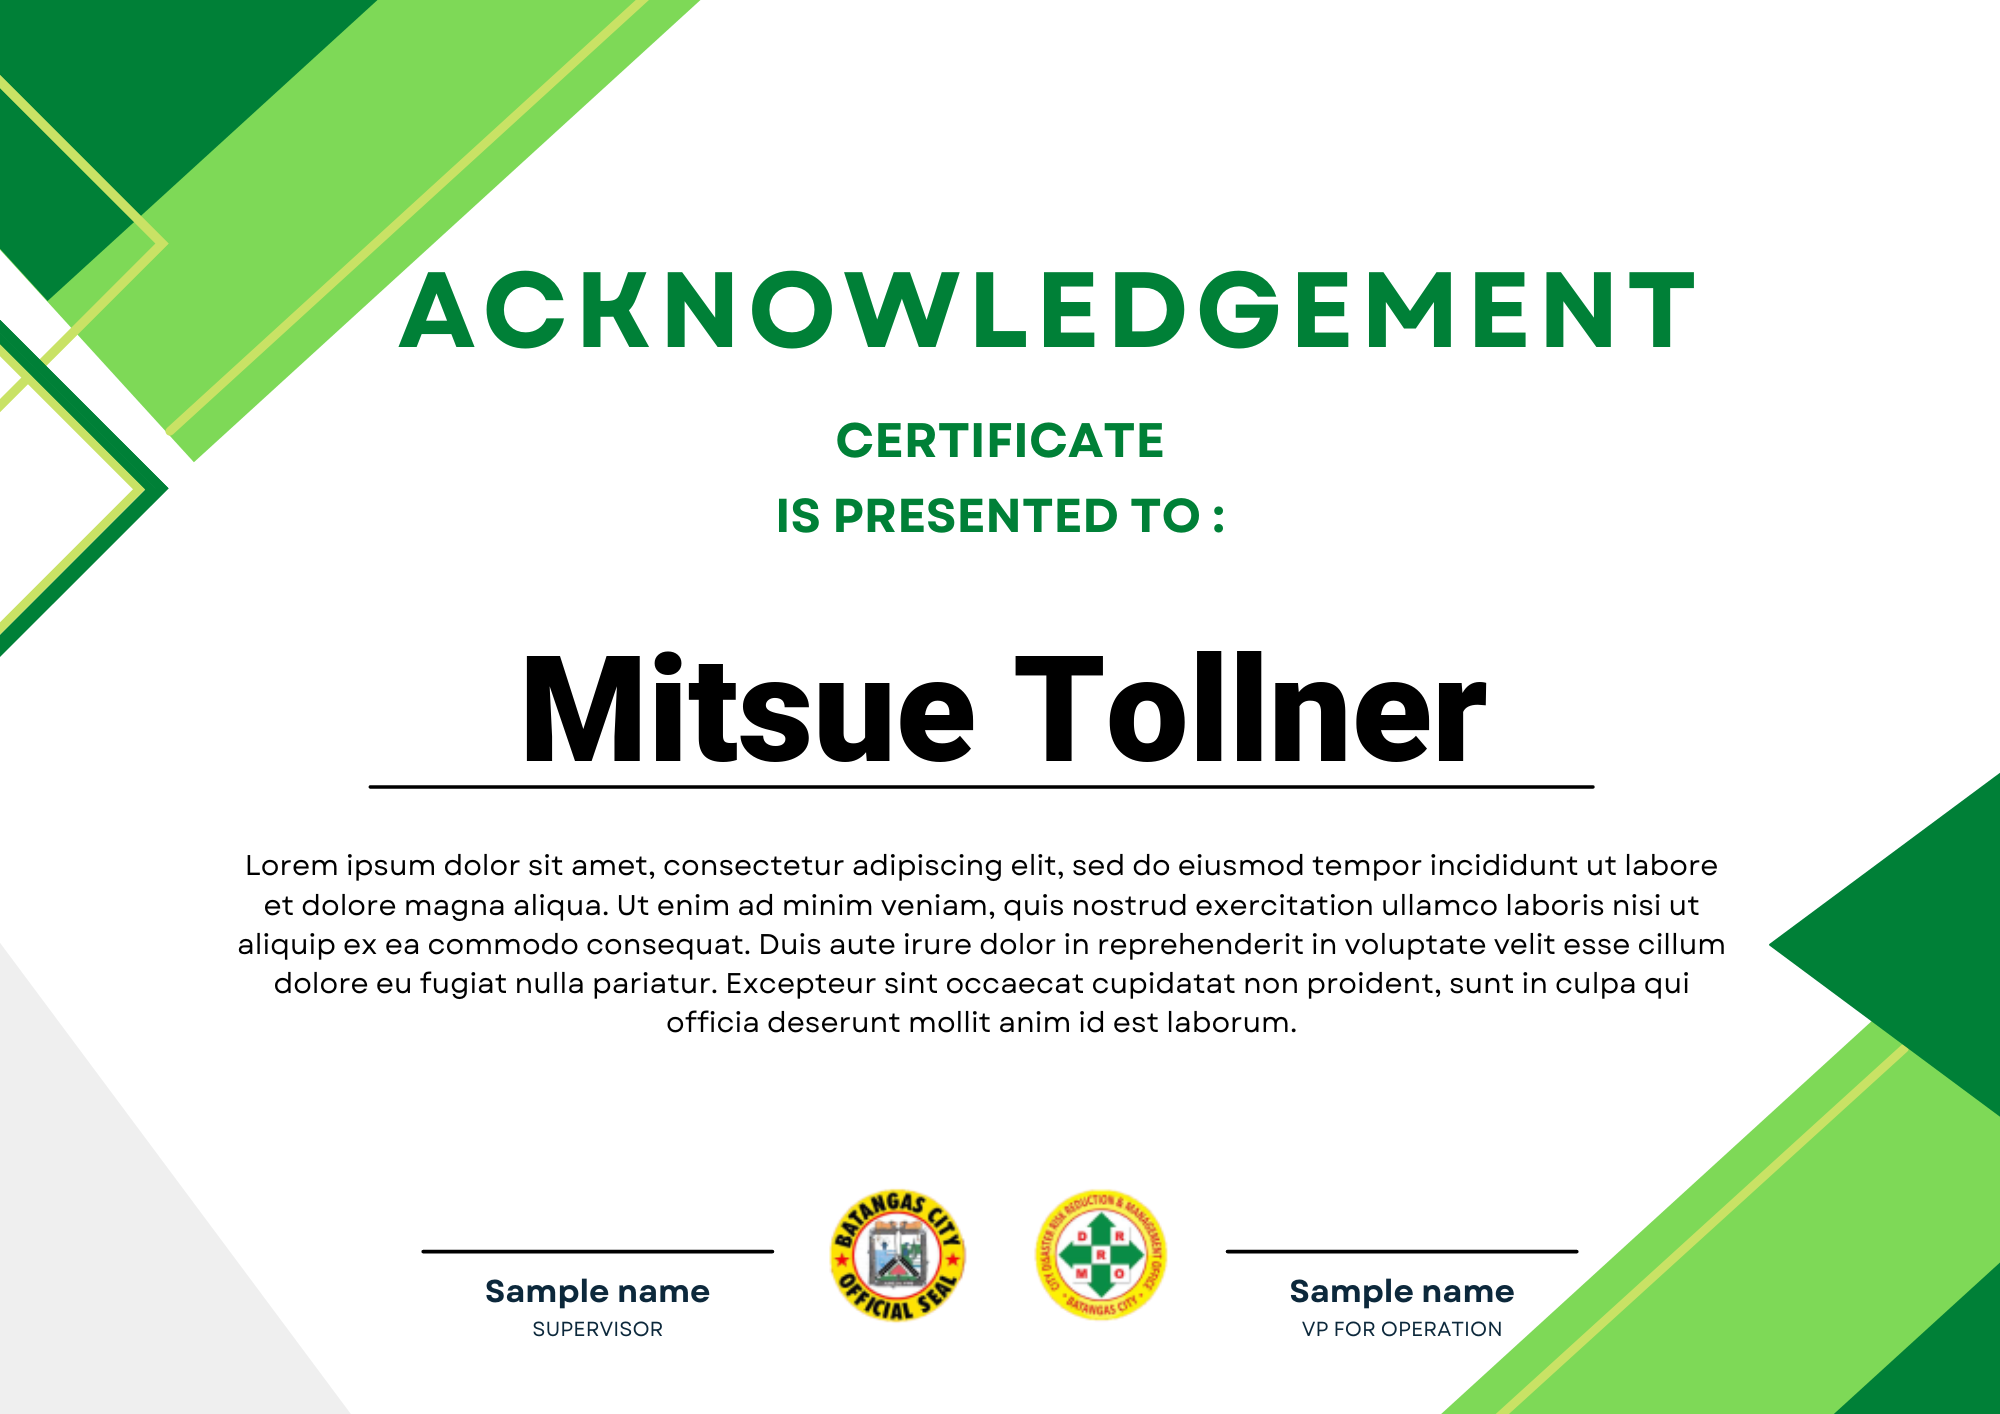 ACKNOWLEDGEMENT
CERTIFICATE
IS PRESENTED TO :
Mitsue Tollner
Lorem ipsum dolor sit amet, consectetur adipiscing elit, sed do eiusmod tempor incididunt ut labore
et dolore magna aliqua. Ut enim ad minim veniam, quis nostrud exercitation ullamco laboris nisi ut
aliquip ex ea commodo consequat. Duis aute irure dolor in reprehenderit in voluptate velit esse cillum
dolore eu fugiat nulla pariatur. Excepteur sint occaecat cupidatat non proident, sunt in culpa qui
officia deserunt mollit anim id est laborum.
Sample name
SUPERVISOR
BATANGAS CITY
OFFICIAL SEAL
CITY DISASTER RISK REDUCTION & MANAGEMENT OFFICE
D R
R
M O
BATANGAS CITY
Sample name
VP FOR OPERATION